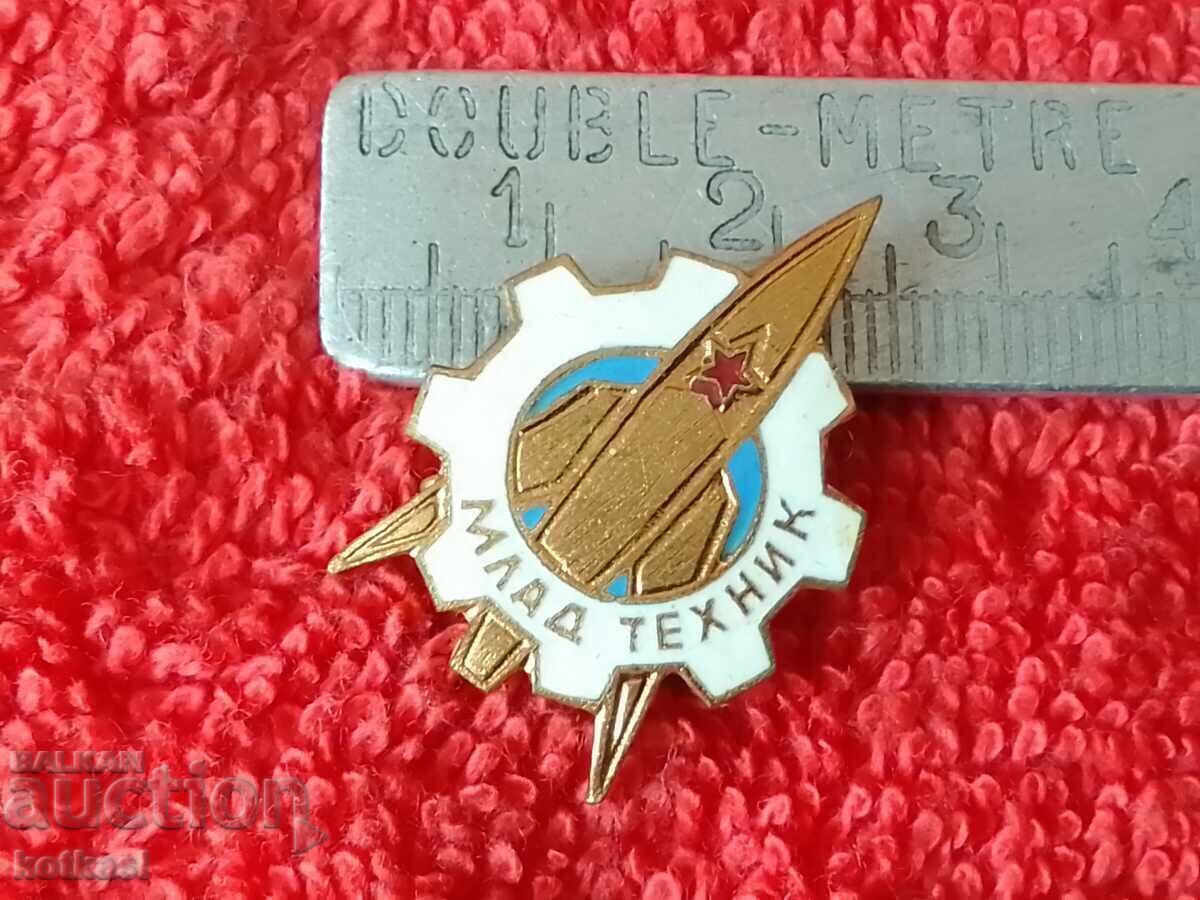 DOUBLE-METRE
1 2 3 4
МЛАД ТЕХНИК
BALKAN
auction
kotkasl